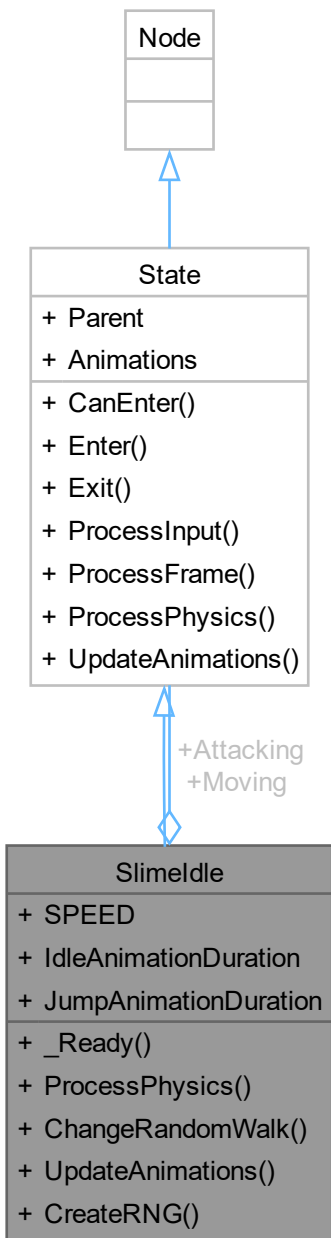 Node
State
+ Parent
+ Animations
+ CanEnter()
+ Enter()
+ Exit()
+ ProcessInput()
+ ProcessFrame()
+ ProcessPhysics()
+ UpdateAnimations()
+Attacking
+Moving
SlimeIdle
+ SPEED
+ IdleAnimationDuration
+ JumpAnimationDuration
+ _Ready()
+ ProcessPhysics()
+ ChangeRandomWalk()
+ UpdateAnimations()
+ CreateRNG()